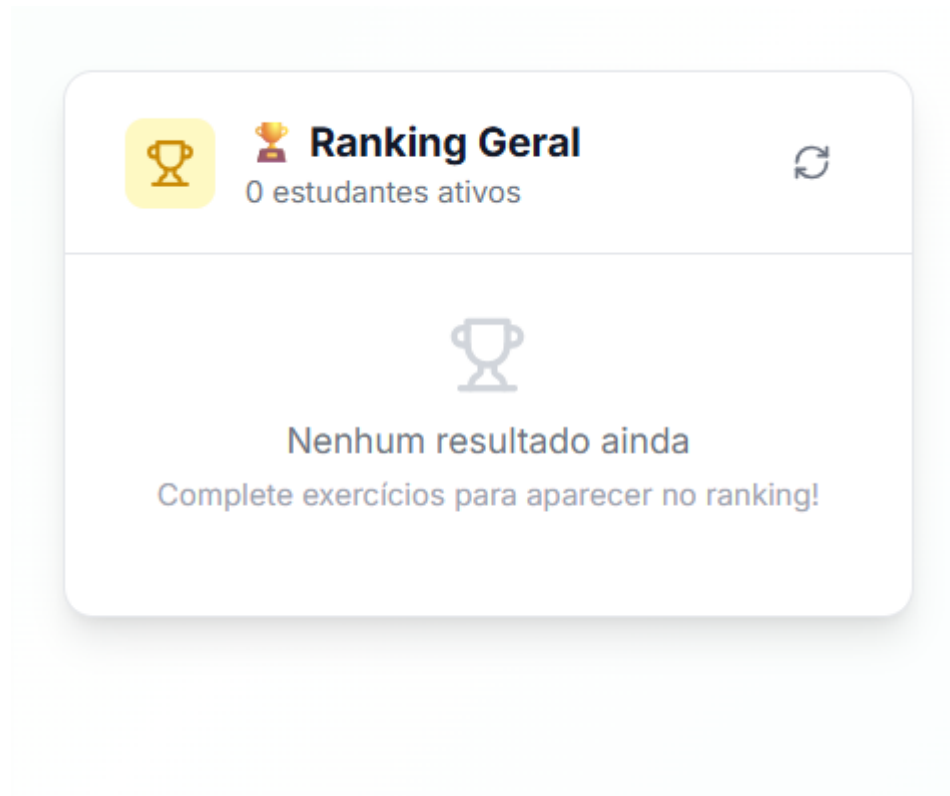 🏆 Ranking Geral
0 estudantes ativos
Nenhum resultado ainda
Complete exercícios para aparecer no ranking!